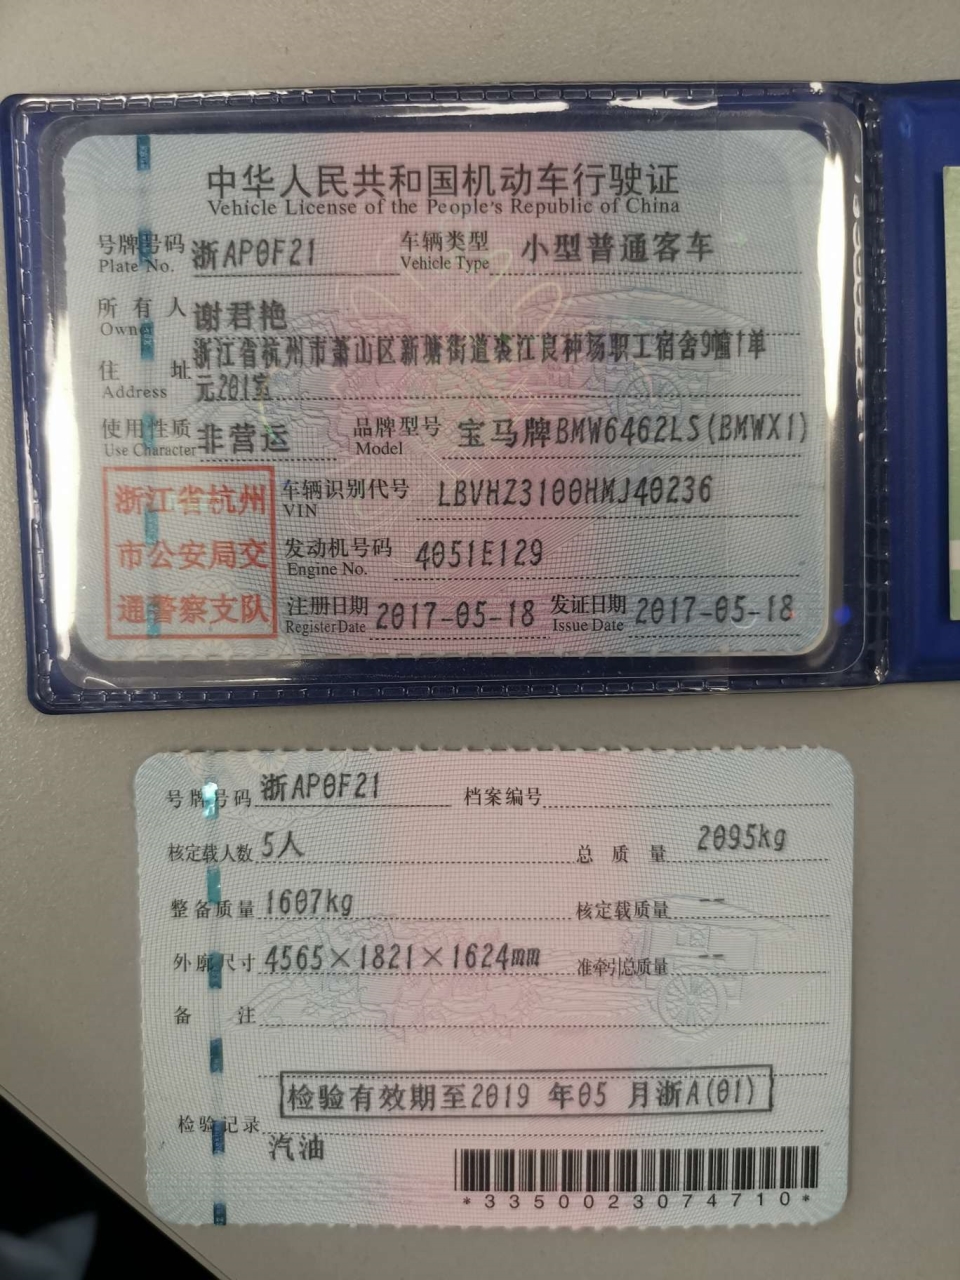 中华人民共和国机动车行驶证
Vehicle License of the People's Republic of China
号牌号码 浙AP0F21 车辆类型 小型普通客车
Plate No. Vehicle Type
所有人 谢君艳
Owner
住址 浙江省杭州市萧山区新塘街道裘江良种场职工宿舍9幢1单
Address 元201室
使用性质 非营运 品牌型号 宝马牌BMW6462LS(BMWX1)
Use Character Model
浙江省杭州
市公安局交
通警察支队
车辆识别代号 LBVHZ3100HMJ40236
VIN
发动机号码 4051E129
Engine No.
注册日期 2017-05-18 发证日期 2017-05-18
Register Date Issue Date
号牌号码 浙AP0F21 档案编号
核定载人数 5人 总质量 2095kg
整备质量 1607kg 核定载质量 --
外廓尺寸 4565×1821×1624mm 准牵引总质量 --
备注
检验有效期至2019 年05 月浙A(01)
检验记录
汽油
*3350023074710*